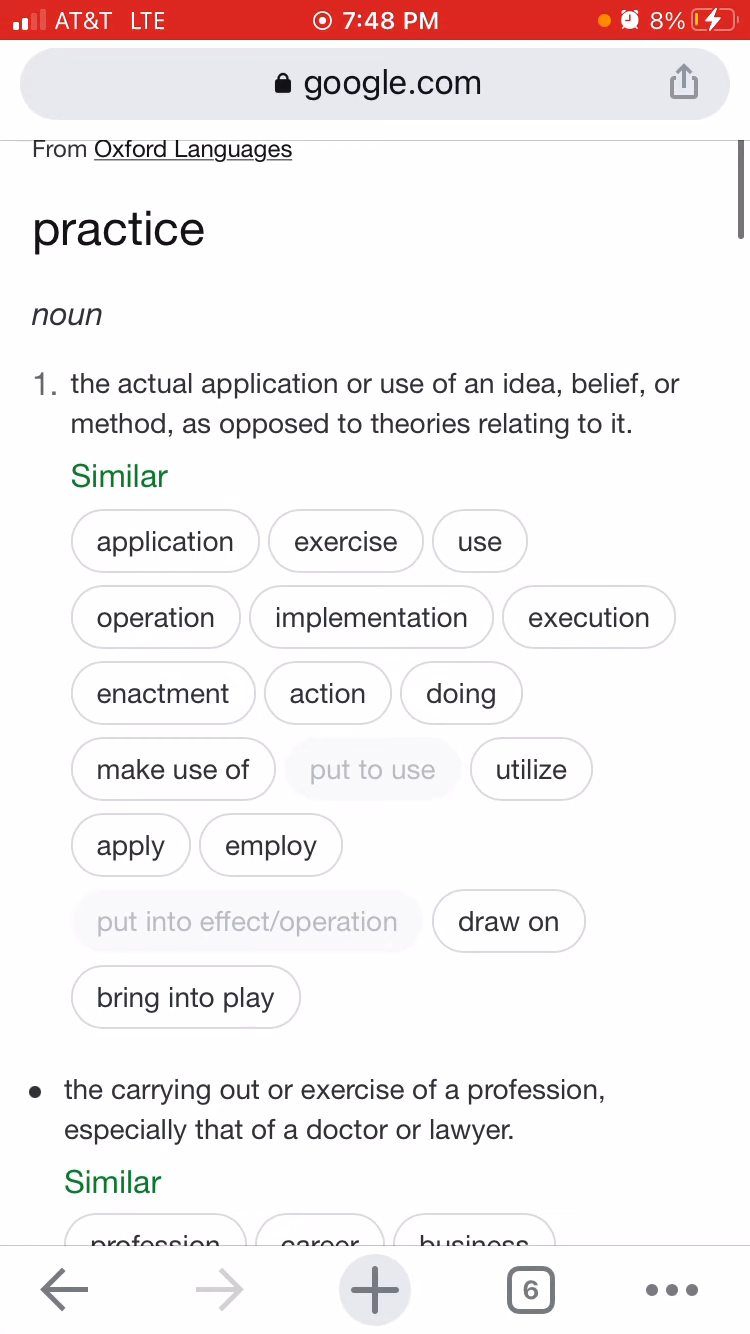 AT&T LTE 7:48 PM 8%
google.com
From Oxford Languages
practice
noun
1. the actual application or use of an idea, belief, or
method, as opposed to theories relating to it.
Similar
application exercise use
operation implementation execution
enactment action doing
make use of put to use utilize
apply employ
put into effect/operation draw on
bring into play
• the carrying out or exercise of a profession,
especially that of a doctor or lawyer.
Similar
profession career business
6